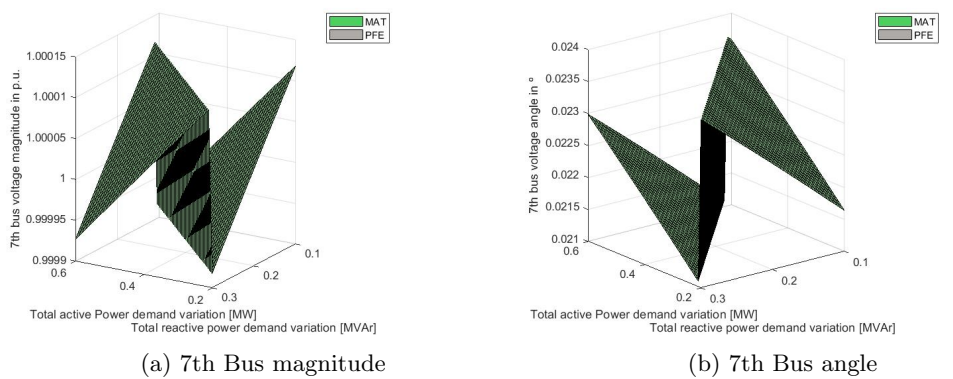 MAT
PFE
1.00015
1.0001
1.00005
1
0.99995
0.9999
7th bus voltage magnitude in p.u.
0.6
0.4
0.2
0.3
0.2
0.1
Total active Power demand variation [MW]
Total reactive power demand variation [MVAr]
(a) 7th Bus magnitude
MAT
PFE
0.024
0.0235
0.023
0.0225
0.022
0.0215
0.021
7th bus voltage angle in º
0.6
0.4
0.2
0.3
0.2
0.1
Total active Power demand variation [MW]
Total reactive power demand variation [MVAr]
(b) 7th Bus angle